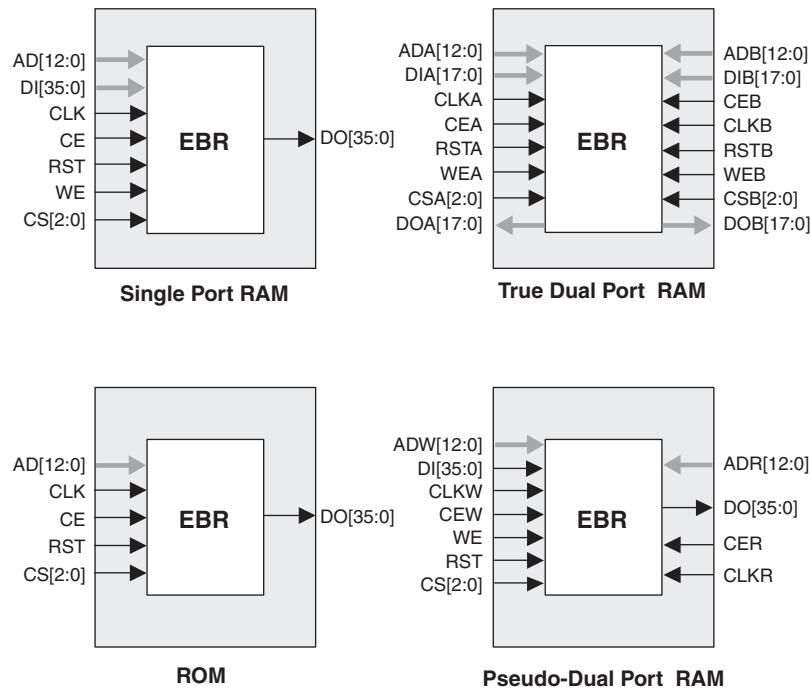 AD[12:0]
DI[35:0]
CLK
CE
RST
WE
CS[2:0]
EBR
DO[35:0]
Single Port RAM
ADA[12:0]
DIA[17:0]
CLKA
CEA
RSTA
WEA
CSA[2:0]
DOA[17:0]
EBR
ADB[12:0]
DIB[17:0]
CEB
CLKB
RSTB
WEB
CSB[2:0]
DOB[17:0]
True Dual Port RAM
AD[12:0]
CLK
CE
RST
CS[2:0]
EBR
DO[35:0]
ROM
ADW[12:0]
DI[35:0]
CLKW
CEW
WE
RST
CS[2:0]
EBR
ADR[12:0]
DO[35:0]
CER
CLKR
Pseudo-Dual Port RAM